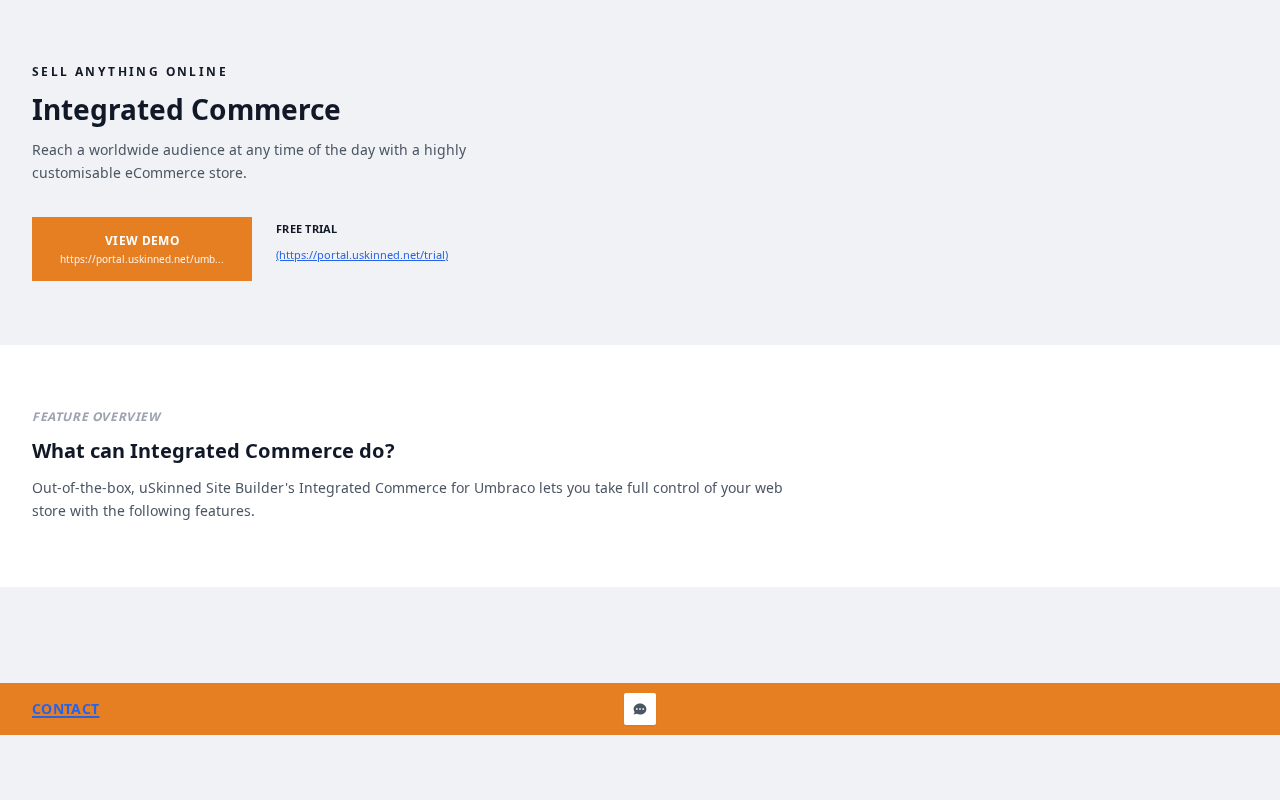 SELL ANYTHING ONLINE
Integrated Commerce
Reach a worldwide audience at any time of the day with a highly
customisable eCommerce store.
VIEW DEMO
https://portal.uskinned.net/umb...
FREE TRIAL
(https://portal.uskinned.net/trial)
FEATURE OVERVIEW
What can Integrated Commerce do?
Out-of-the-box, uSkinned Site Builder's Integrated Commerce for Umbraco lets you take full control of your web
store with the following features.
CONTACT